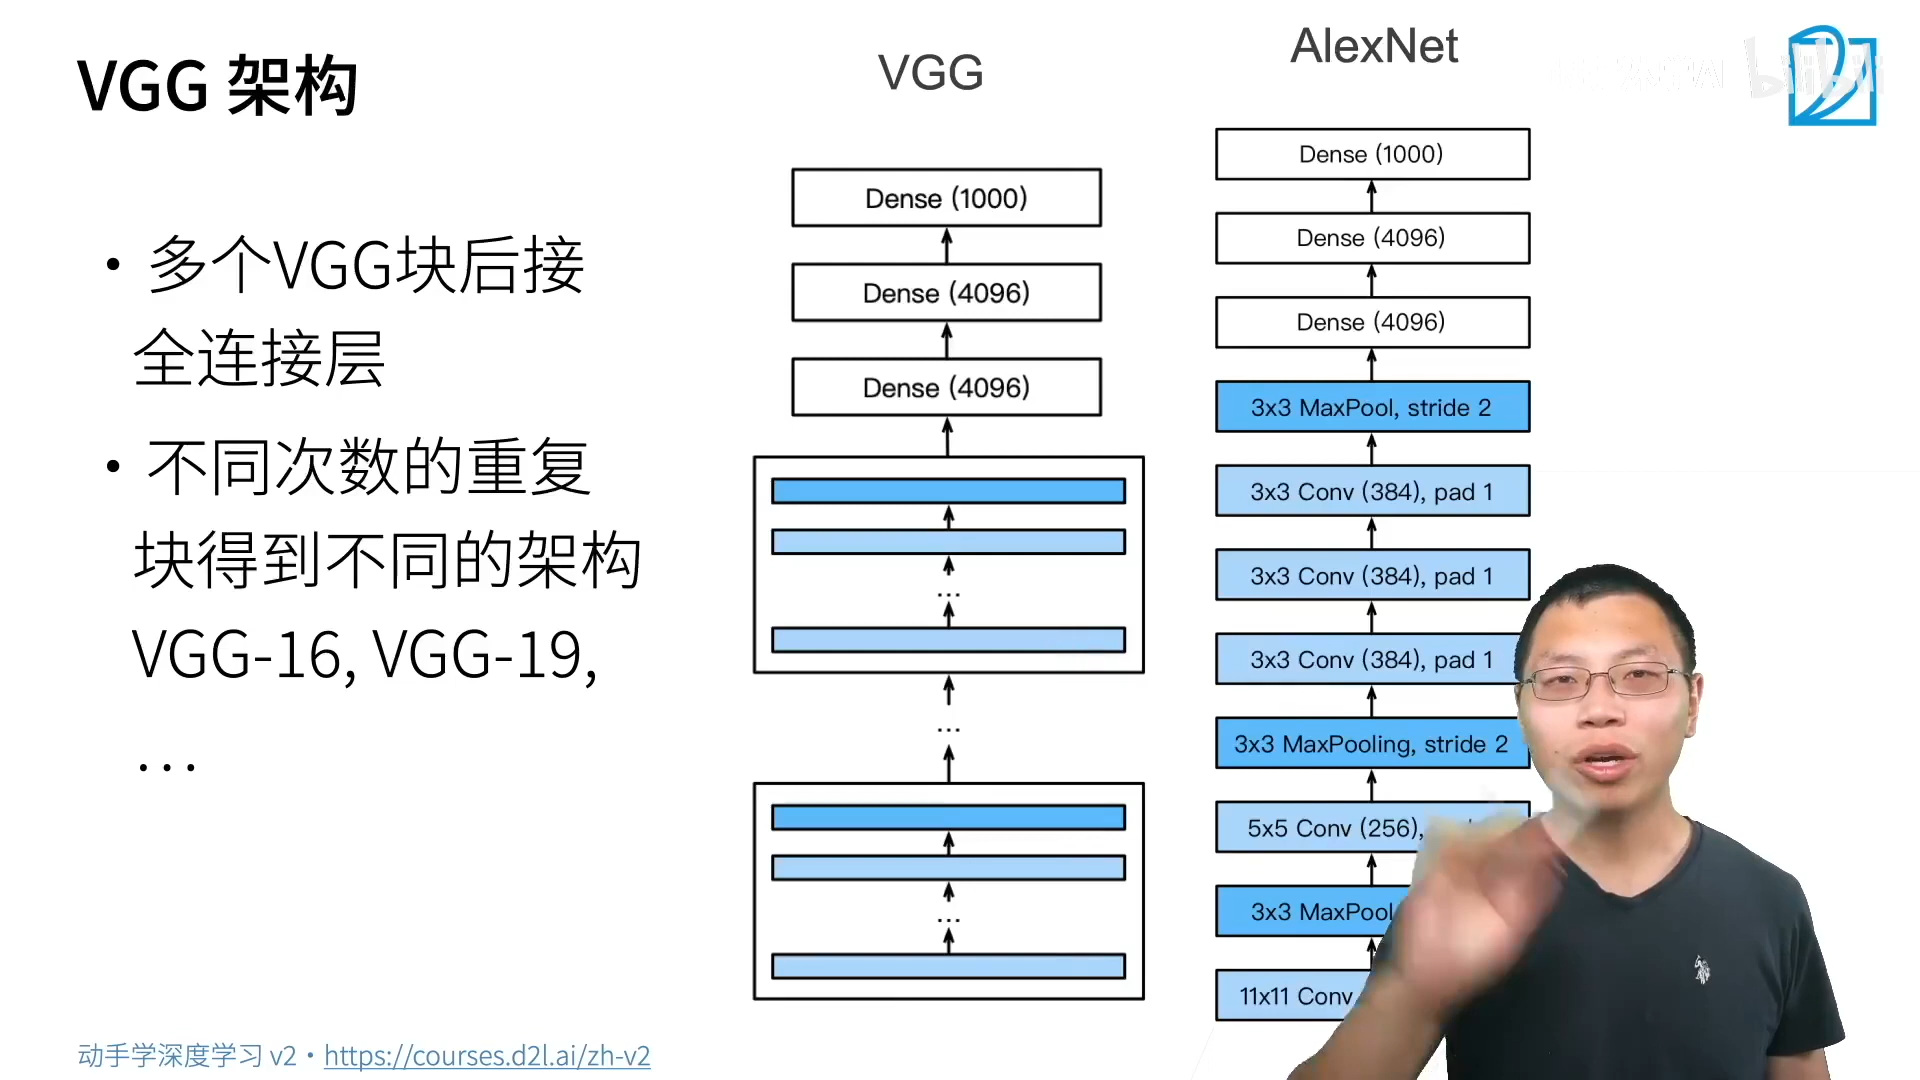 VGG 架构
• 多个VGG块后接
全连接层
• 不同次数的重复
块得到不同的架构
VGG-16, VGG-19,
…
VGG
Dense (1000)
Dense (4096)
Dense (4096)
...
...
...
AlexNet
Dense (1000)
Dense (4096)
Dense (4096)
3x3 MaxPool, stride 2
3x3 Conv (384), pad 1
3x3 Conv (384), pad 1
3x3 Conv (384), pad 1
3x3 MaxPooling, stride 2
5x5 Conv (256),
3x3 MaxPool
11x11 Conv
bilibili
动手学深度学习 v2 • https://courses.d2l.ai/zh-v2